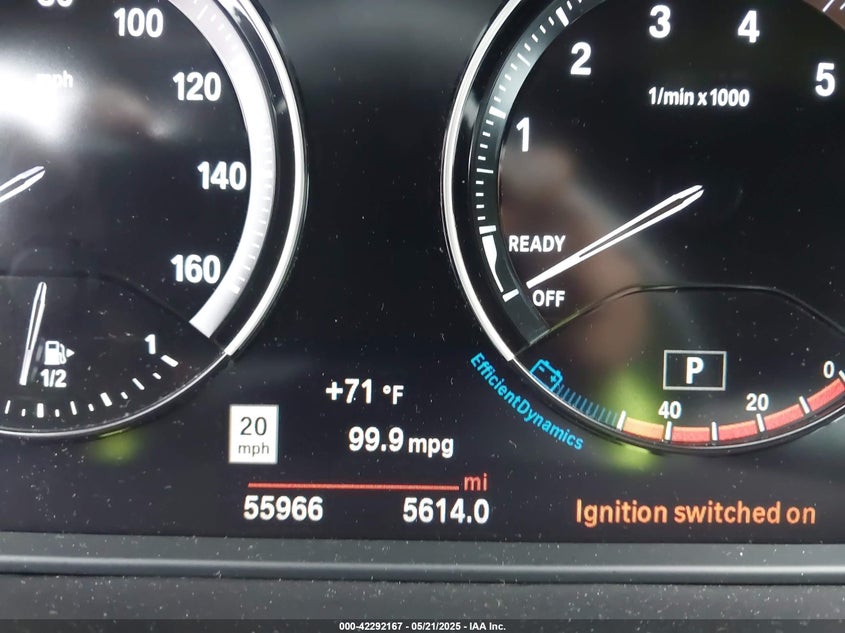 100
120
140
160
1/2
1
1
2
3
4
5
1/min x 1000
READY
OFF
P
40
20
0
EfficientDynamics
+71 °F
20
mph
99.9 mpg
mi
55966
5614.0
Ignition switched on
000-42292167 - 05/21/2025 - IAA Inc.